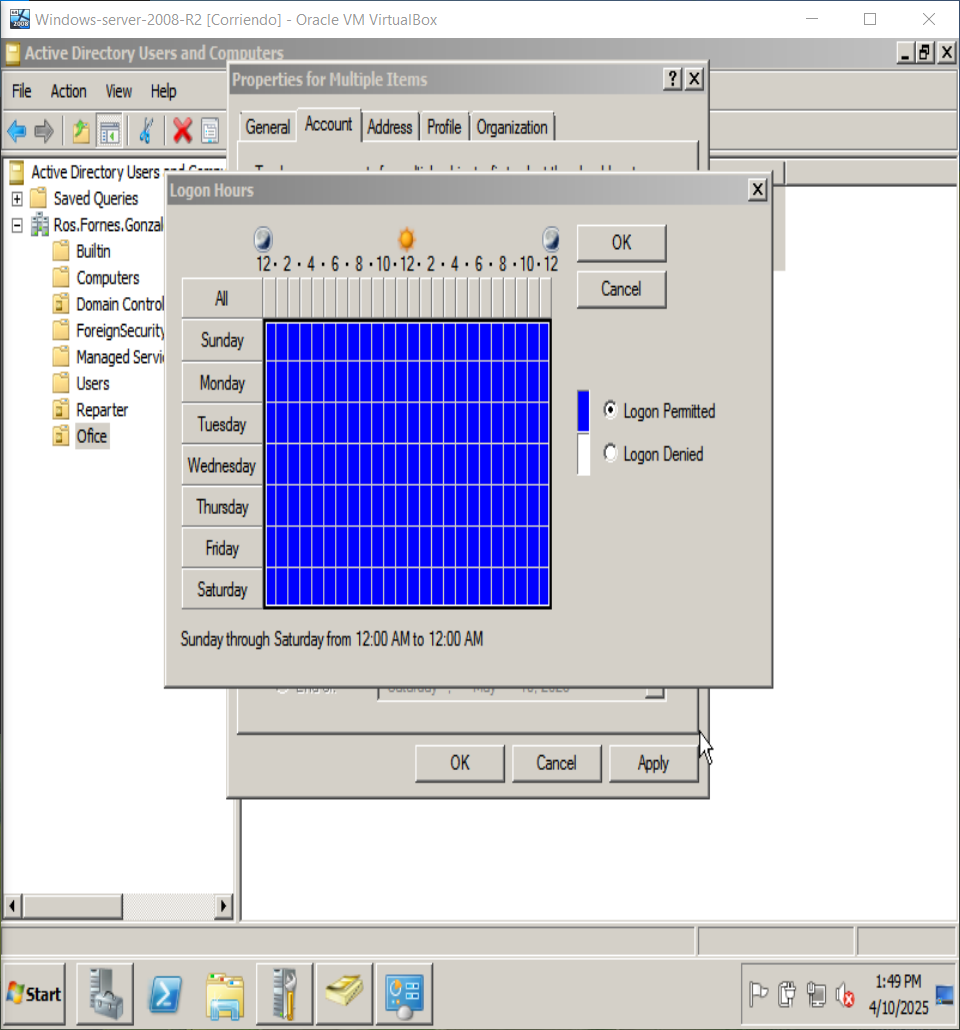 Windows-server-2008-R2 [Corriendo] - Oracle VM VirtualBox
Active Directory Users and Computers
Properties for Multiple Items
File Action View Help
General Account Address Profile Organization
Active Directory Users
Saved Queries
Ros.Fornes.Gonzal
Builtin
Computers
Domain Control
ForeignSecurity
Managed Servi
Users
Reparter
Ofice
Logon Hours
12 · 2 · 4 · 6 · 8 · 10 · 12 · 2 · 4 · 6 · 8 · 10 · 12
All
Sunday
Monday
Tuesday
Wednesday
Thursday
Friday
Saturday
OK
Cancel
Logon Permitted
Logon Denied
Sunday through Saturday from 12:00 AM to 12:00 AM
OK Cancel Apply
Start
1:49 PM
4/10/2025